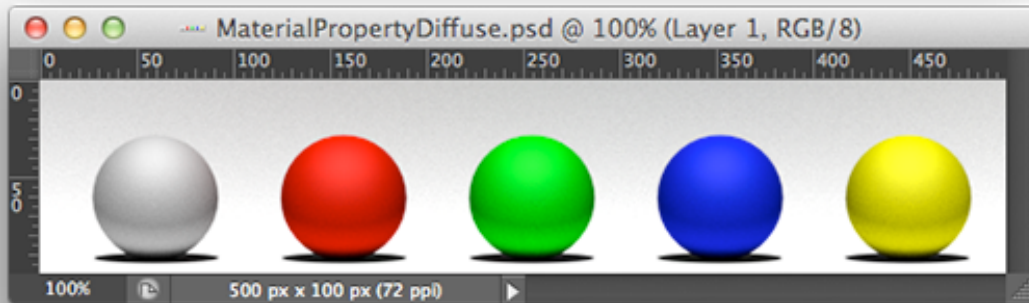 MaterialPropertyDiffuse.psd @ 100% (Layer 1, RGB/8)
0 50 100 150 200 250 300 350 400 450
0
50
100% 500 px x 100 px (72 ppi)